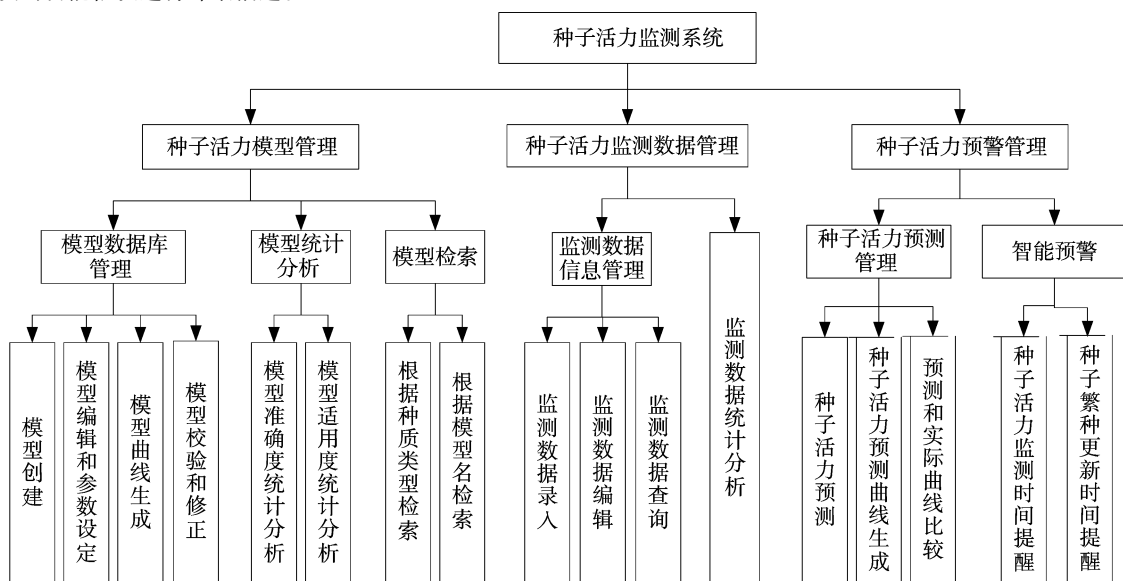 种子活力监测系统
种子活力模型管理
种子活力监测数据管理
种子活力预警管理
模型数据库
管理
模型统计
分析
模型检索
监测数据
信息管理
监测数据统计分析
种子活力预测
管理
智能预警
模型创建
模型编辑和参数设定
模型曲线生成
模型校验和修正
模型准确度统计分析
模型适用度统计分析
根据种质类型检索
根据模型名检索
监测数据录入
监测数据编辑
监测数据查询
种子活力预测
种子活力预测曲线生成
预测和实际曲线比较
种子活力监测时间提醒
种子繁种更新时间提醒